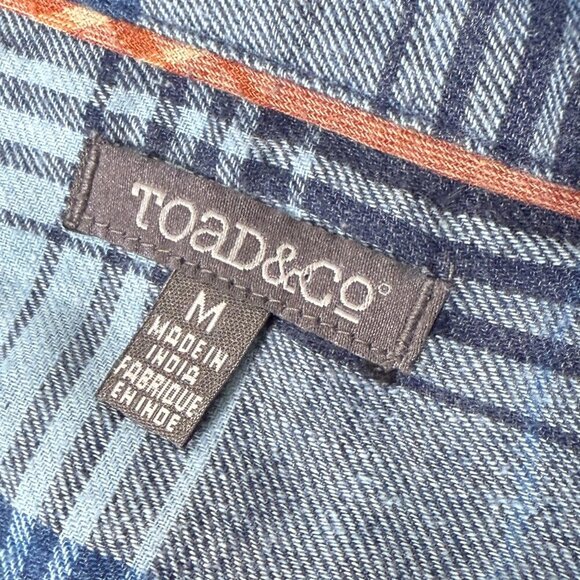 TOAD&CO
M
MADE IN
INDIA
FABRIQUE
EN INDE